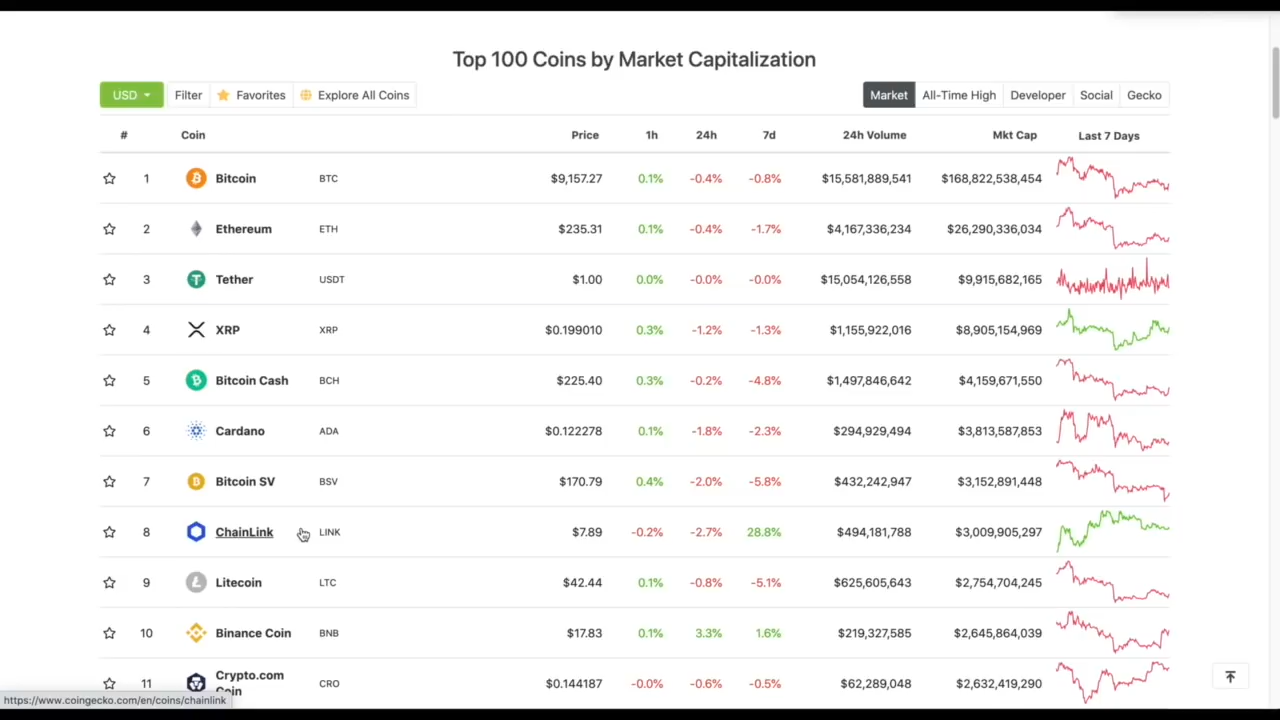 Top 100 Coins by Market Capitalization
USD Filter Favorites Explore All Coins Market All-Time High Developer Social Gecko
# Coin Price 1h 24h 7d 24h Volume Mkt Cap Last 7 Days
1 Bitcoin BTC $9,157.27 0.1% -0.4% -0.8% $15,581,889,541 $168,822,538,454
2 Ethereum ETH $235.31 0.1% -0.4% -1.7% $4,167,336,234 $26,290,336,034
3 Tether USDT $1.00 0.0% -0.0% -0.0% $15,054,126,558 $9,915,682,165
4 XRP XRP $0.199010 0.3% -1.2% -1.3% $1,155,922,016 $8,905,154,969
5 Bitcoin Cash BCH $225.40 0.3% -0.2% -4.8% $1,497,846,642 $4,159,671,550
6 Cardano ADA $0.122278 0.1% -1.8% -2.3% $294,929,494 $3,813,587,853
7 Bitcoin SV BSV $170.79 0.4% -2.0% -5.8% $432,242,947 $3,152,891,448
8 ChainLink LINK $7.89 -0.2% -2.7% 28.8% $494,181,788 $3,009,905,297
9 Litecoin LTC $42.44 0.1% -0.8% -5.1% $625,605,643 $2,754,704,245
10 Binance Coin BNB $17.83 0.1% 3.3% 1.6% $219,327,585 $2,645,864,039
11 Crypto.com Coin CRO $0.144187 -0.0% -0.6% -0.5% $62,289,048 $2,632,419,290
https://www.coingecko.com/en/coins/chainlink